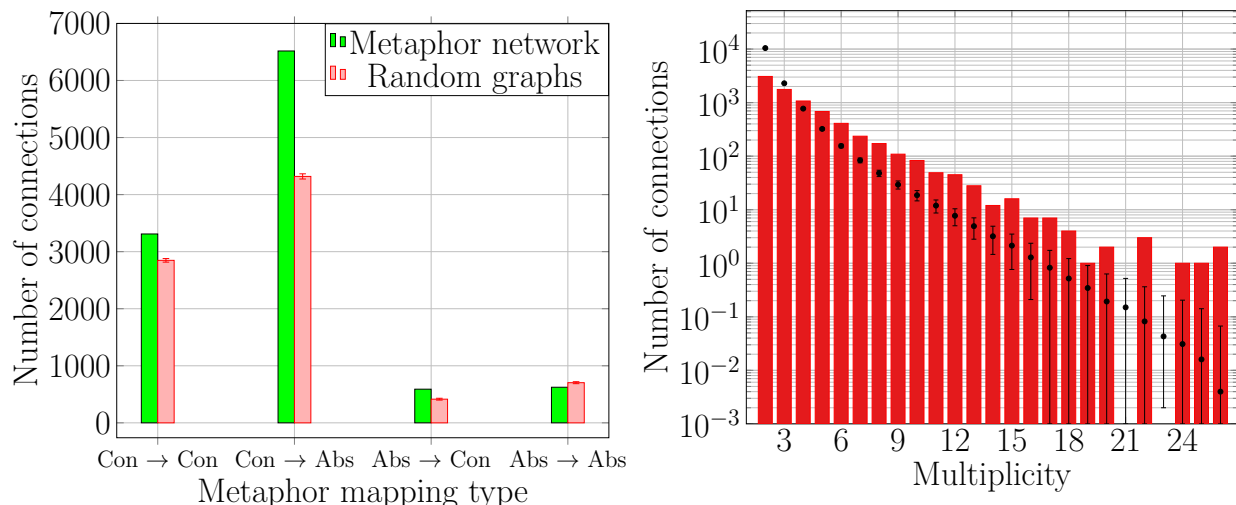 Number of connections
7000
6000
5000
4000
3000
2000
1000
0
Metaphor network
Random graphs
Con → Con Con → Abs Abs → Con Abs → Abs
Metaphor mapping type
Number of connections
10^4
10^3
10^2
10^1
10^0
10^−1
10^−2
10^−3
3 6 9 12 15 18 21 24
Multiplicity